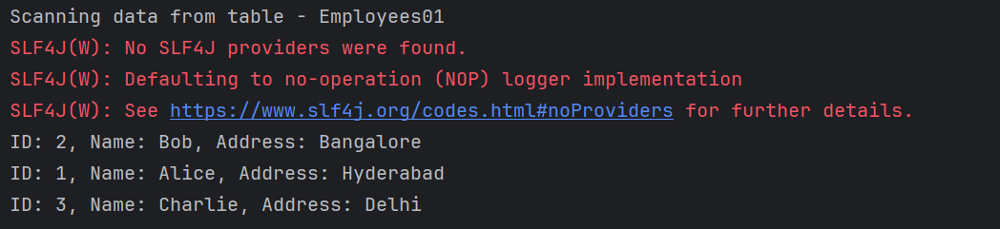 Scanning data from table - Employees01
SLF4J(W): No SLF4J providers were found.
SLF4J(W): Defaulting to no-operation (NOP) logger implementation
SLF4J(W): See https://www.slf4j.org/codes.html#noProviders for further details.
ID: 2, Name: Bob, Address: Bangalore
ID: 1, Name: Alice, Address: Hyderabad
ID: 3, Name: Charlie, Address: Delhi